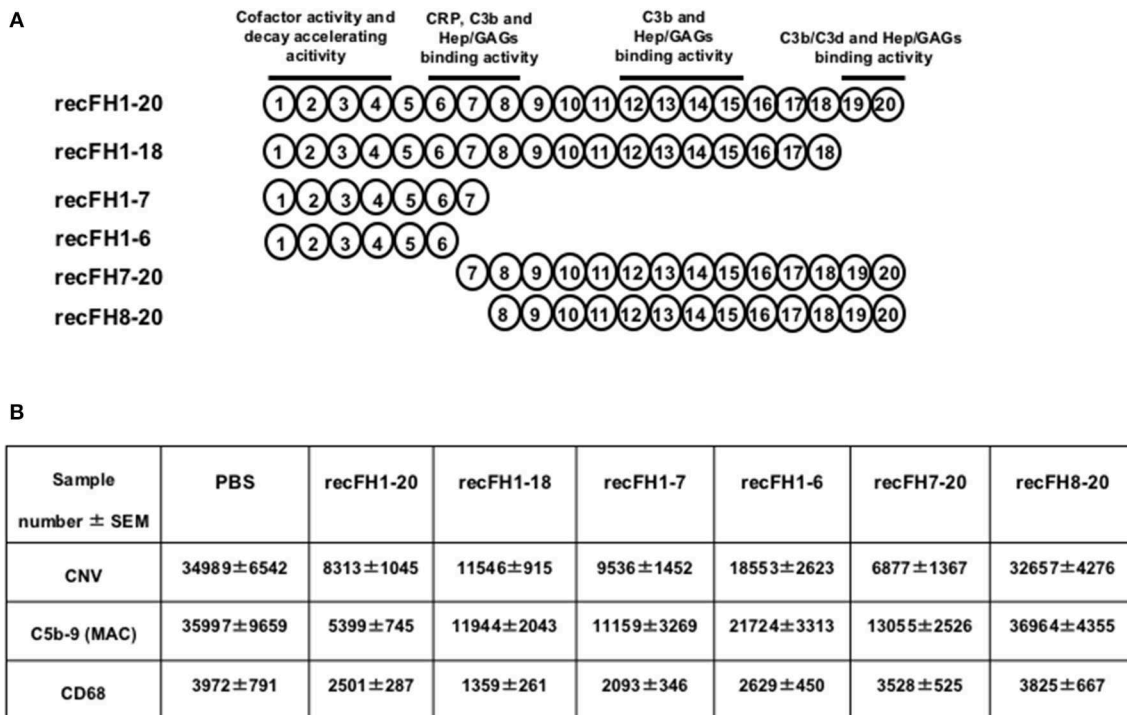 A
Cofactor activity and
decay accelerating
acitivity
CRP, C3b and
Hep/GAGs
binding activity
C3b and
Hep/GAGs
binding activity
C3b/C3d and Hep/GAGs
binding activity
recFH1-20 1 2 3 4 5 6 7 8 9 10 11 12 13 14 15 16 17 18 19 20
recFH1-18 1 2 3 4 5 6 7 8 9 10 11 12 13 14 15 16 17 18
recFH1-7 1 2 3 4 5 6 7
recFH1-6 1 2 3 4 5 6
recFH7-20 7 8 9 10 11 12 13 14 15 16 17 18 19 20
recFH8-20 8 9 10 11 12 13 14 15 16 17 18 19 20
B
Sample
number ± SEM PBS recFH1-20 recFH1-18 recFH1-7 recFH1-6 recFH7-20 recFH8-20
CNV 34989±6542 8313±1045 11546±915 9536±1452 18553±2623 6877±1367 32657±4276
C5b-9 (MAC) 35997±9659 5399±745 11944±2043 11159±3269 21724±3313 13055±2526 36964±4355
CD68 3972±791 2501±287 1359±261 2093±346 2629±450 3528±525 3825±667